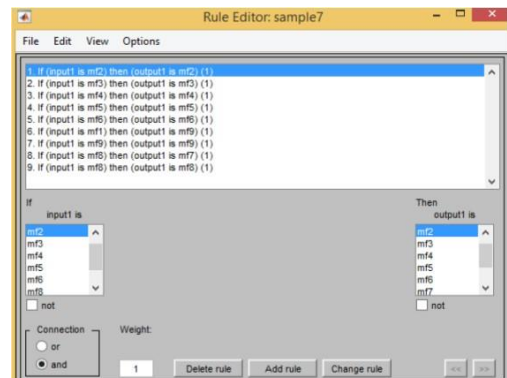 Rule Editor: sample7
File Edit View Options
1. If (input1 is mf2) then (output1 is mf2) (1)
2. If (input1 is mf3) then (output1 is mf3) (1)
3. If (input1 is mf4) then (output1 is mf4) (1)
4. If (input1 is mf5) then (output1 is mf5) (1)
5. If (input1 is mf6) then (output1 is mf6) (1)
6. If (input1 is mf1) then (output1 is mf9) (1)
7. If (input1 is mf9) then (output1 is mf9) (1)
8. If (input1 is mf8) then (output1 is mf7) (1)
9. If (input1 is mf8) then (output1 is mf8) (1)
If
input1 is
mf2
mf3
mf4
mf5
mf6
mf8
not
Then
output1 is
mf2
mf3
mf4
mf5
mf6
mf7
not
Connection
or
and
Weight:
1
Delete rule Add rule Change rule << >>